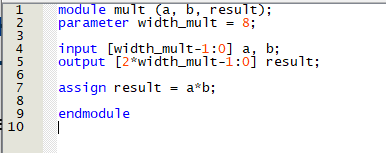 1 module mult (a, b, result);
2 parameter width_mult = 8;
3
4 input [width_mult-1:0] a, b;
5 output [2*width_mult-1:0] result;
6
7 assign result = a*b;
8
9 endmodule
10